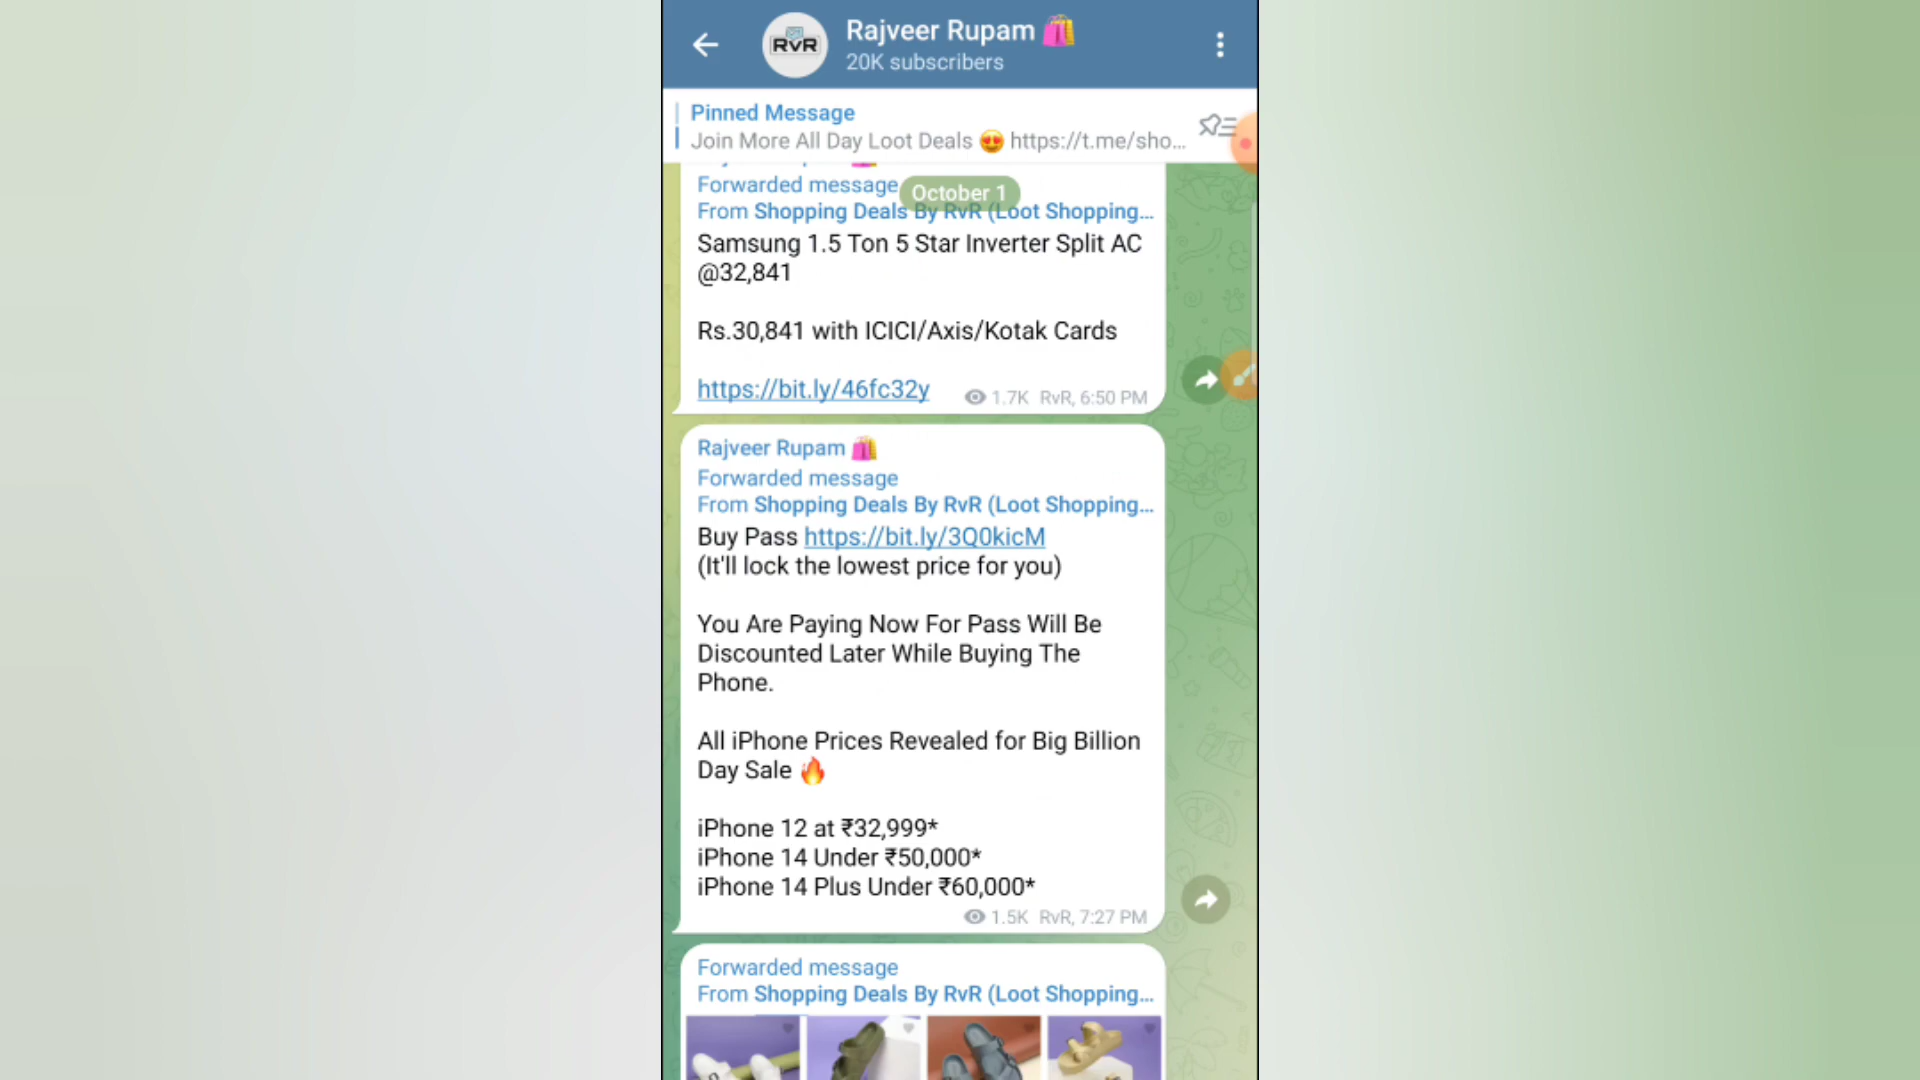 Rajveer Rupam 🛍️
20K subscribers
RvR
Pinned Message
Join More All Day Loot Deals 😍 https://t.me/sho...
October 1
Forwarded message
From Shopping Deals By RvR (Loot Shopping...
Samsung 1.5 Ton 5 Star Inverter Split AC
@32,841
Rs.30,841 with ICICI/Axis/Kotak Cards
https://bit.ly/46fc32y
1.7K RvR, 6:50 PM
Rajveer Rupam 🛍️
Forwarded message
From Shopping Deals By RvR (Loot Shopping...
Buy Pass https://bit.ly/3Q0kicM
(It'll lock the lowest price for you)
You Are Paying Now For Pass Will Be
Discounted Later While Buying The
Phone.
All iPhone Prices Revealed for Big Billion
Day Sale 🔥
iPhone 12 at ₹32,999*
iPhone 14 Under ₹50,000*
iPhone 14 Plus Under ₹60,000*
1.5K RvR, 7:27 PM
Forwarded message
From Shopping Deals By RvR (Loot Shopping...